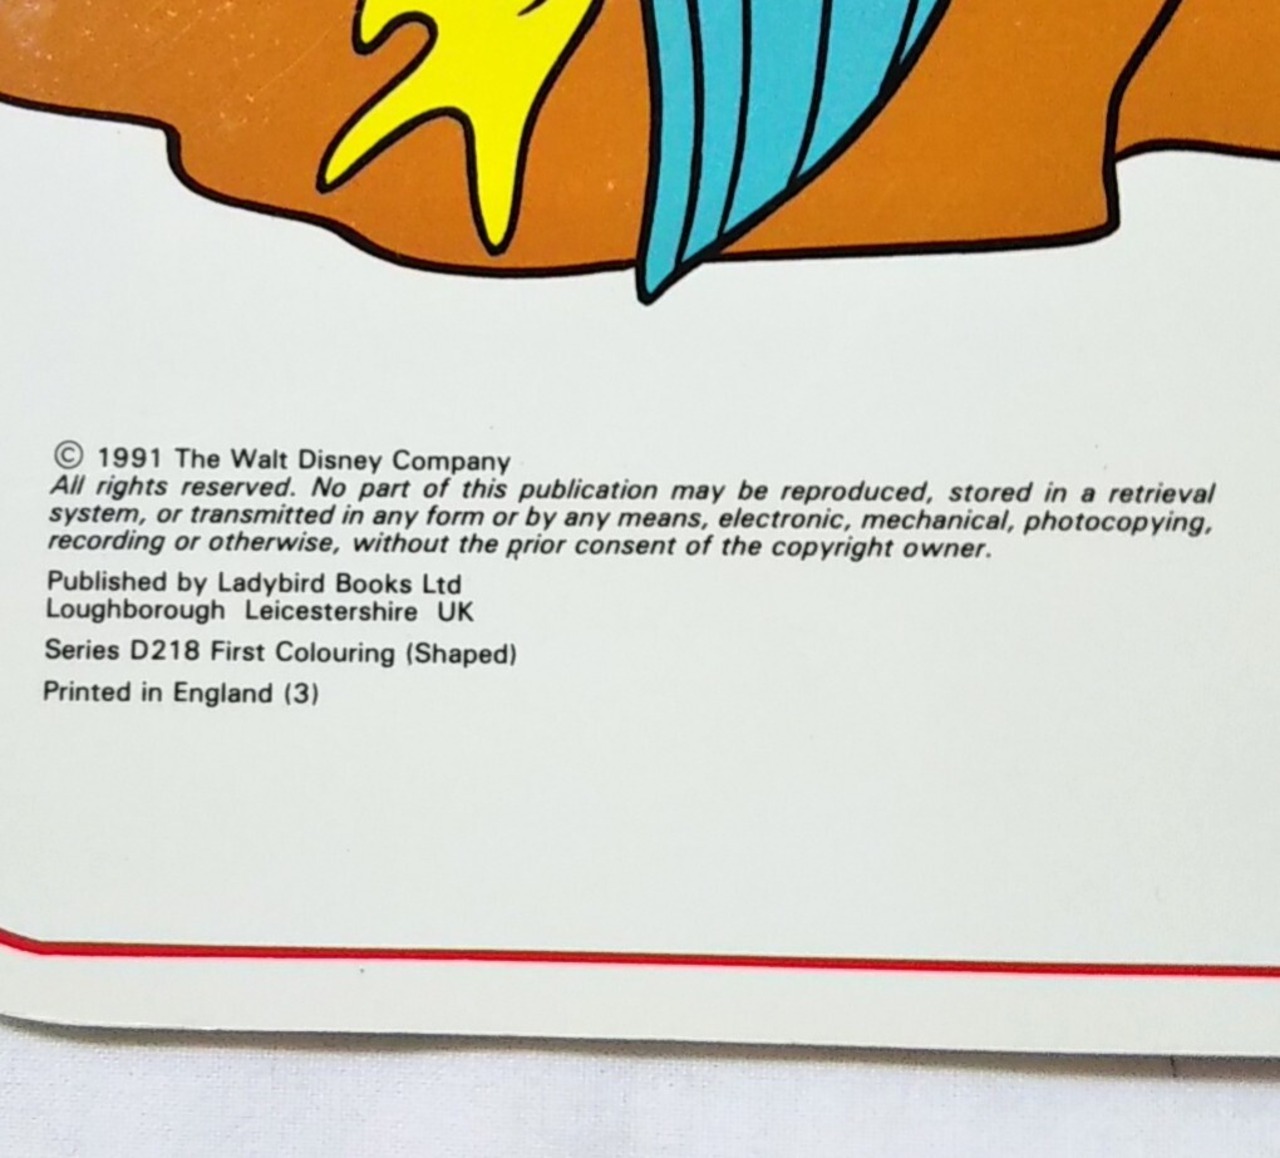 © 1991 The Walt Disney Company
All rights reserved. No part of this publication may be reproduced, stored in a retrieval
system, or transmitted in any form or by any means, electronic, mechanical, photocopying,
recording or otherwise, without the prior consent of the copyright owner.
Published by Ladybird Books Ltd
Loughborough Leicestershire UK
Series D218 First Colouring (Shaped)
Printed in England (3)